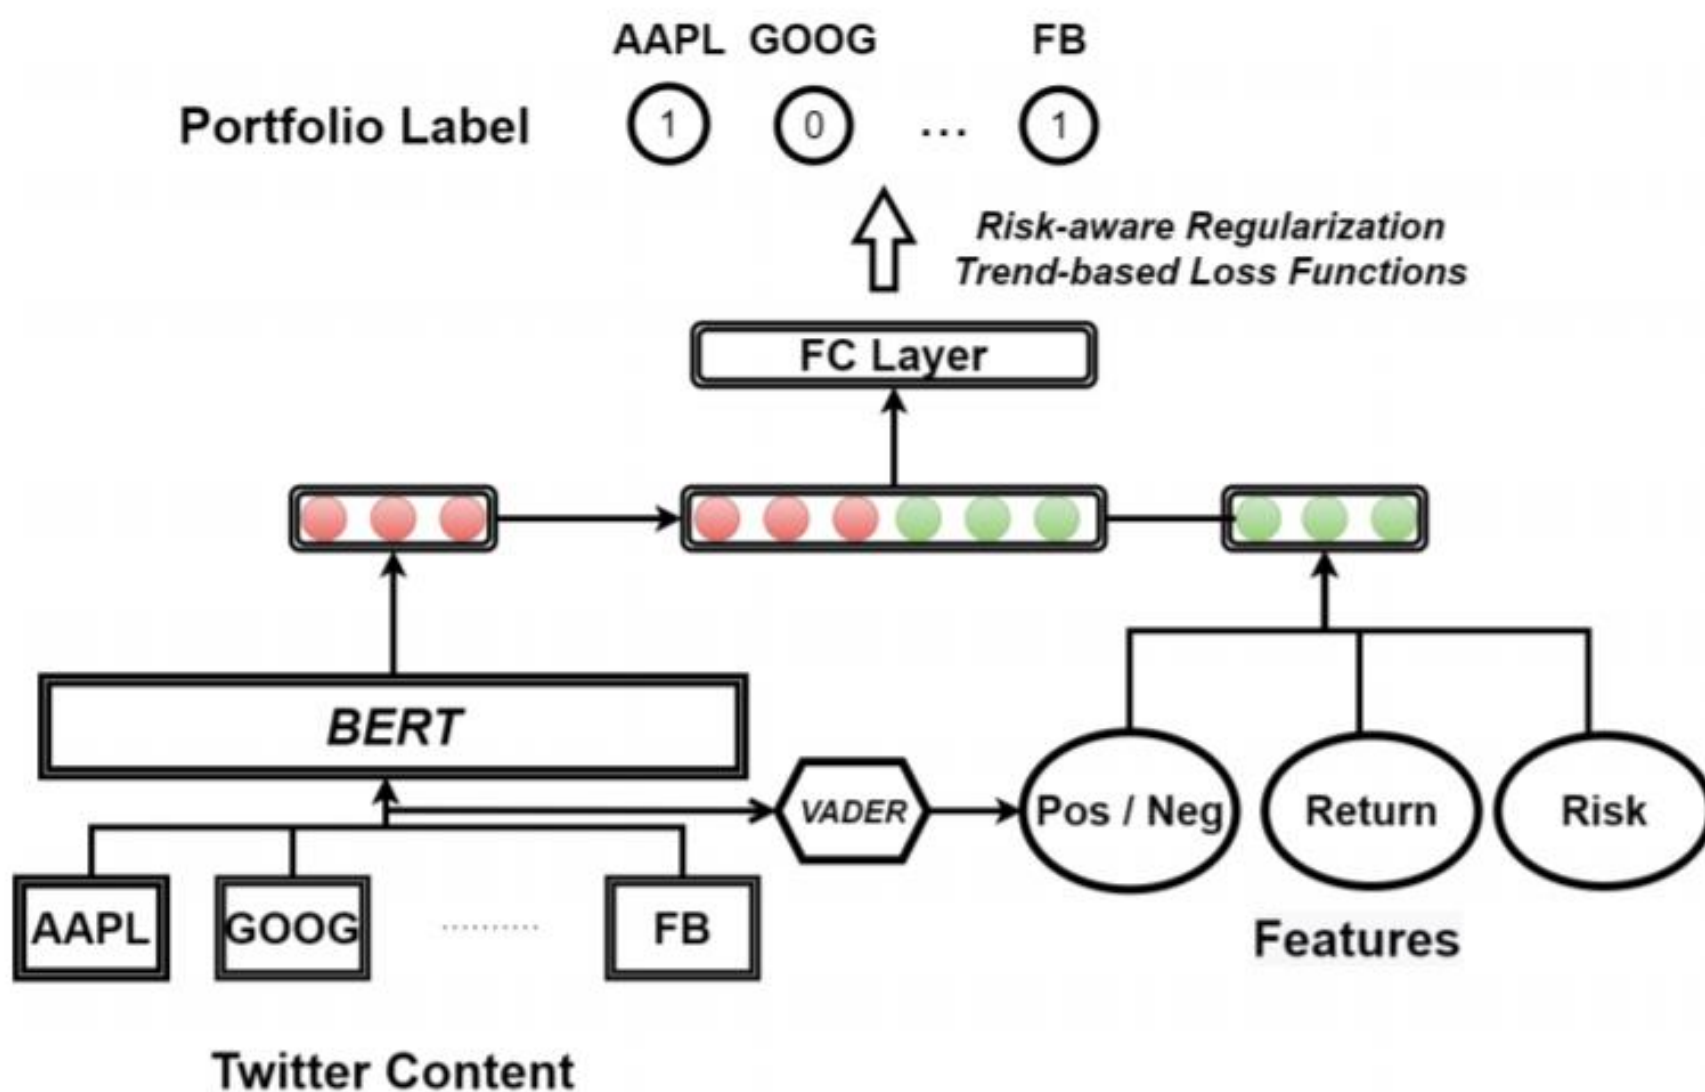 AAPL GOOG FB
Portfolio Label 1 0 ... 1
Risk-aware Regularization
Trend-based Loss Functions
FC Layer
BERT
VADER Pos / Neg Return Risk
AAPL GOOG .......... FB
Features
Twitter Content